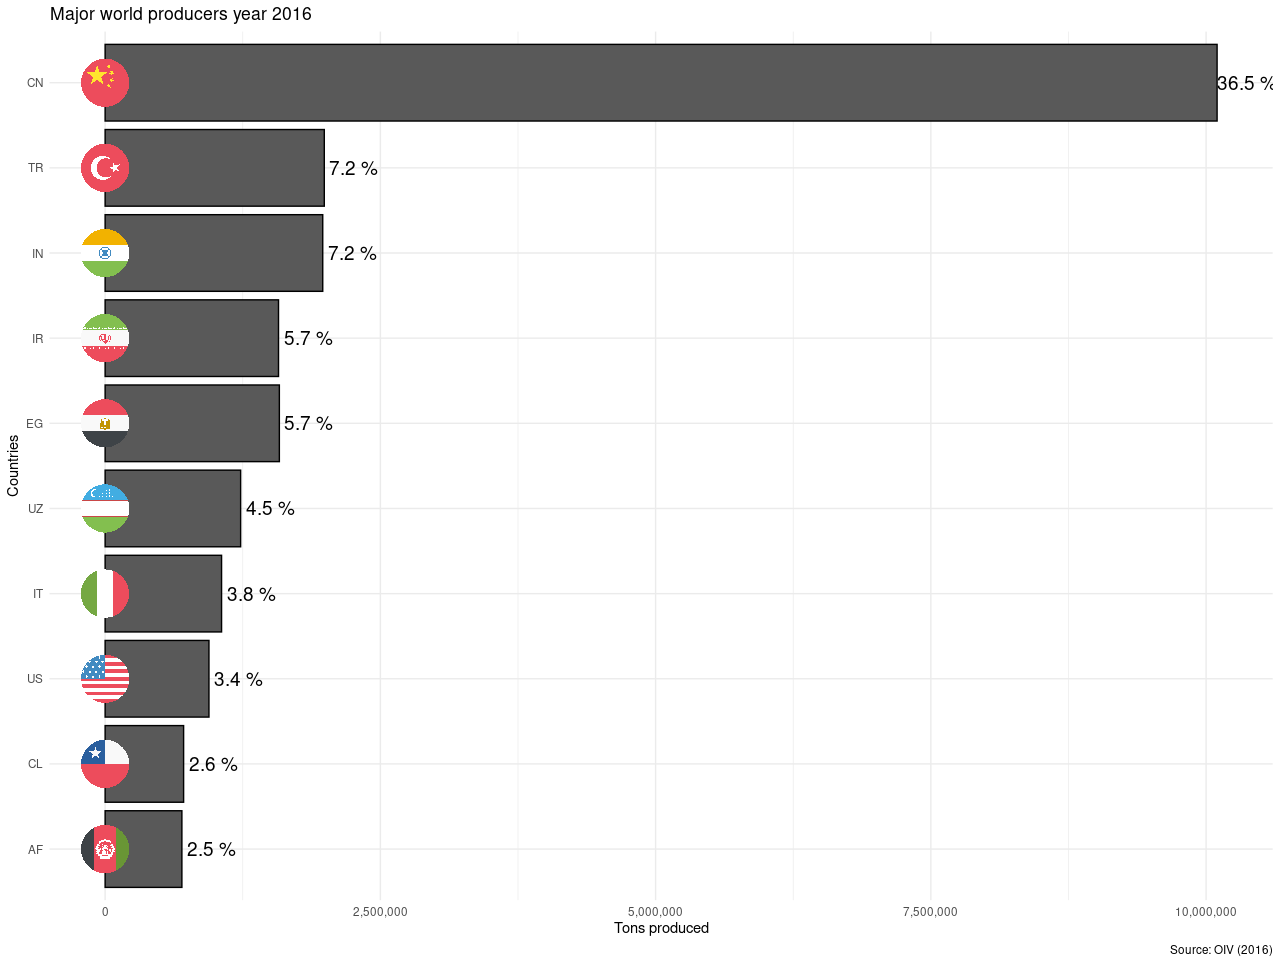 Major world producers year 2016
CN
36.5 %
TR
7.2 %
IN
7.2 %
IR
5.7 %
EG
5.7 %
Countries
UZ
4.5 %
IT
3.8 %
US
3.4 %
CL
2.6 %
AF
2.5 %
0
2,500,000
5,000,000
7,500,000
10,000,000
Tons produced
Source: OIV (2016)